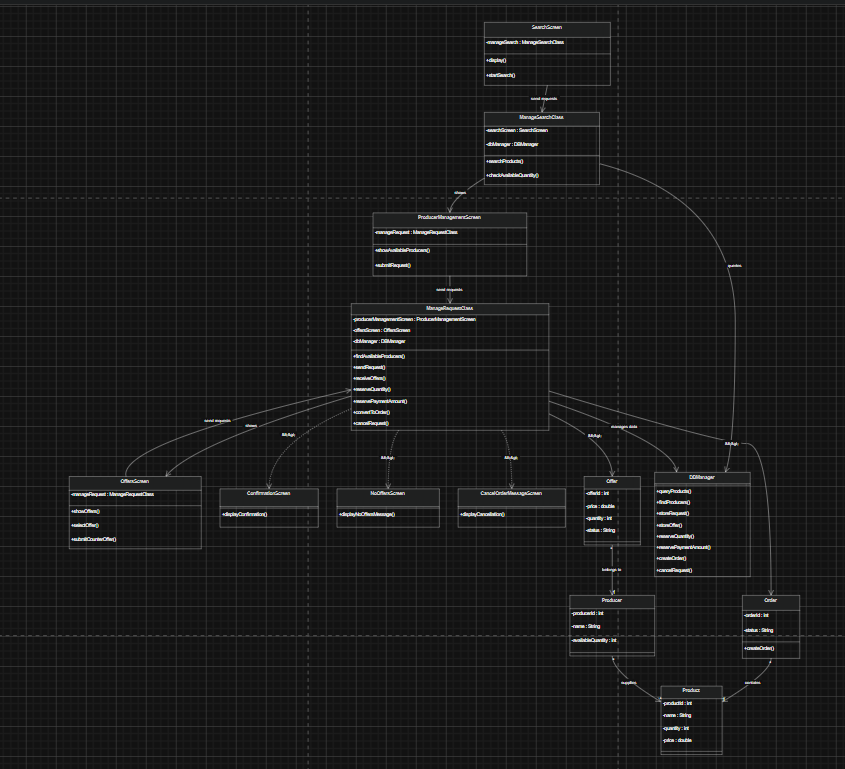 SearchScreen
-manageSearch : ManageSearchClass
+display()
+startSearch()
send requests
ManageSearchClass
-searchScreen : SearchScreen
-dbManager : DBManager
+searchProducts()
+checkAvailableQuantity()
shows
ProducerManagementScreen
-manageRequest : ManageRequestClass
+showAvailableProducers()
+submitRequest()
queries
send requests
ManageRequestClass
-producerManagementScreen : ProducerManagementScreen
-offersScreen : OffersScreen
-dbManager : DBManager
+findAvailableProducers()
+sendRequest()
+receiveOffers()
+reserveQuantity()
+reservePaymentAmount()
+convertToOrder()
+cancelRequest()
send requests
shows
manages data
OffersScreen
-manageRequest : ManageRequestClass
+showOffers()
+selectOffer()
+submitCounterOffer()
ConfirmationScreen
+displayConfirmation()
NoOffersScreen
+displayNoOffersMessage()
CancelOrderMessageScreen
+displayCancellation()
Offer
-offerId : int
-price : double
-quantity : int
-status : String
DBManager
+queryProducts()
+findProducers()
+storeRequest()
+storeOffer()
+reserveQuantity()
+reservePaymentAmount()
+createOrder()
+cancelRequest()
belongs to
Producer
-producerId : int
-name : String
-availableQuantity : int
Order
-orderId : int
-status : String
+createOrder()
supplies
contains
Product
-productId : int
-name : String
-quantity : int
-price : double